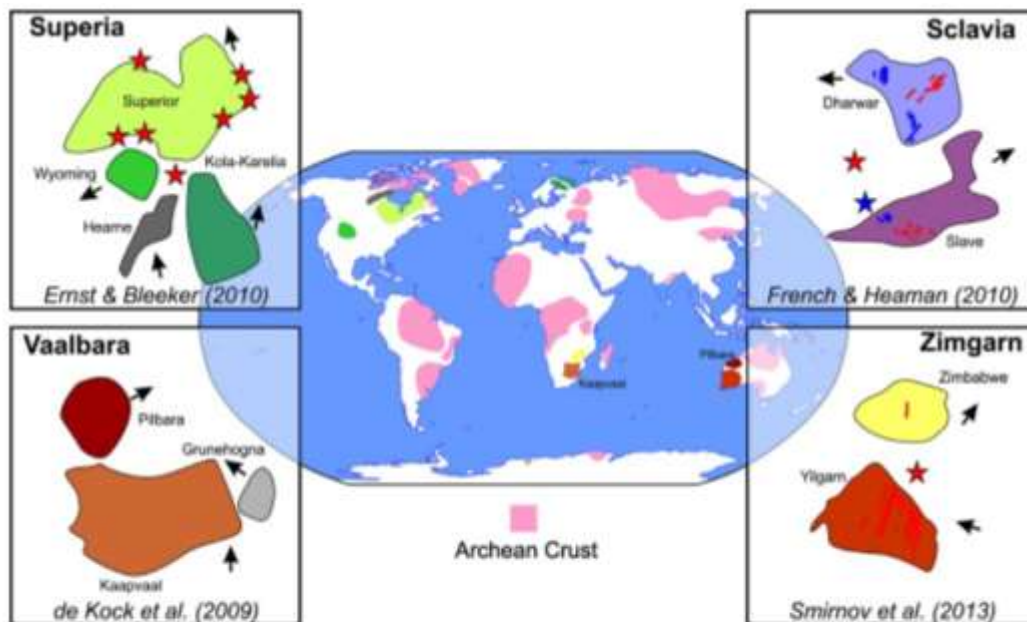 Superia
Superior
Wyoming
Kola-Karelia
Hearne
Ernst & Bleeker (2010)
Sclavia
Dharwar
Slave
French & Heaman (2010)
Vaalbara
Pilbara
Grunehogna
Kaapvaal
de Kock et al. (2009)
Pilbara
Kaapvaal
Archean Crust
Zimgarn
Zimbabwe
Yilgarn
Smirnov et al. (2013)